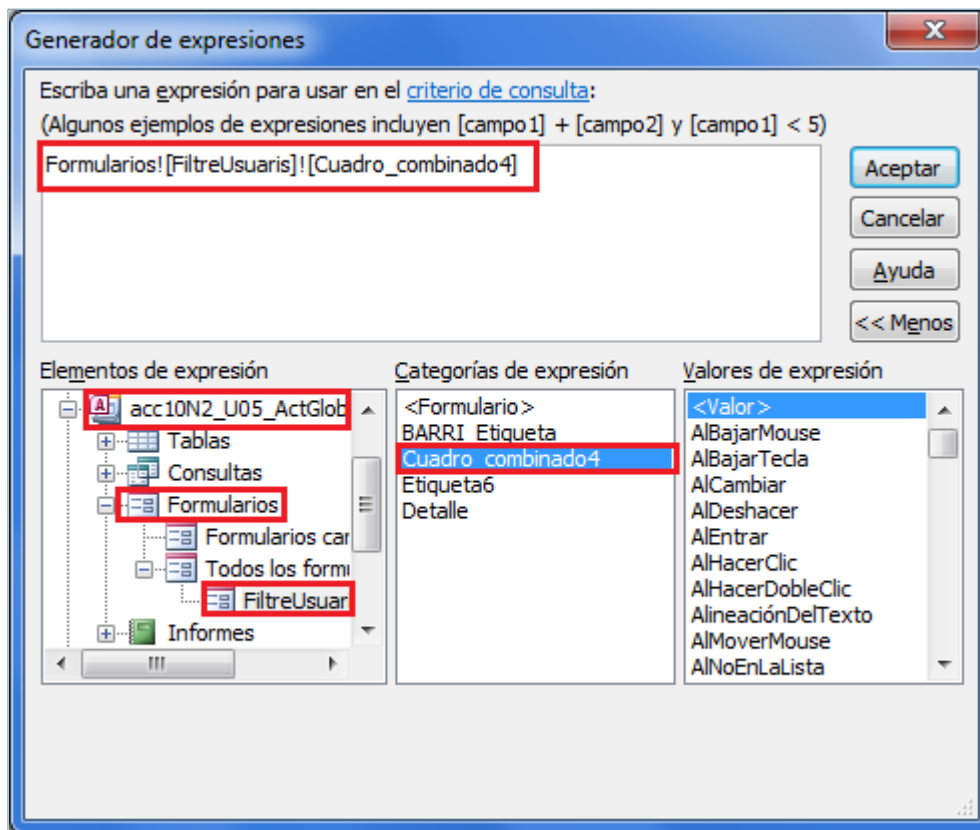 Generador de expresiones
x
Escriba una expresión para usar en el criterio de consulta:
(Algunos ejemplos de expresiones incluyen [campo1] + [campo2] y [campo1] < 5)
Formularios![FiltreUsuaris]![Cuadro_combinado4]
Aceptar
Cancelar
Ayuda
<< Menos
Elementos de expresión
acc10N2_U05_ActGlob
Tablas
Consultas
Formularios
Formularios car
Todos los formu
FiltreUsuar
Informes
Categorías de expresión
<Formulario>
BARRI_Etiqueta
Cuadro_combinado4
Etiqueta6
Detalle
Valores de expresión
<Valor>
AlBajarMouse
AlBajarTecla
AlCambiar
AlDeshacer
AlEntrar
AlHacerClic
AlHacerDobleClic
AlineaciónDelTexto
AlMoverMouse
AlNoEnLaLista